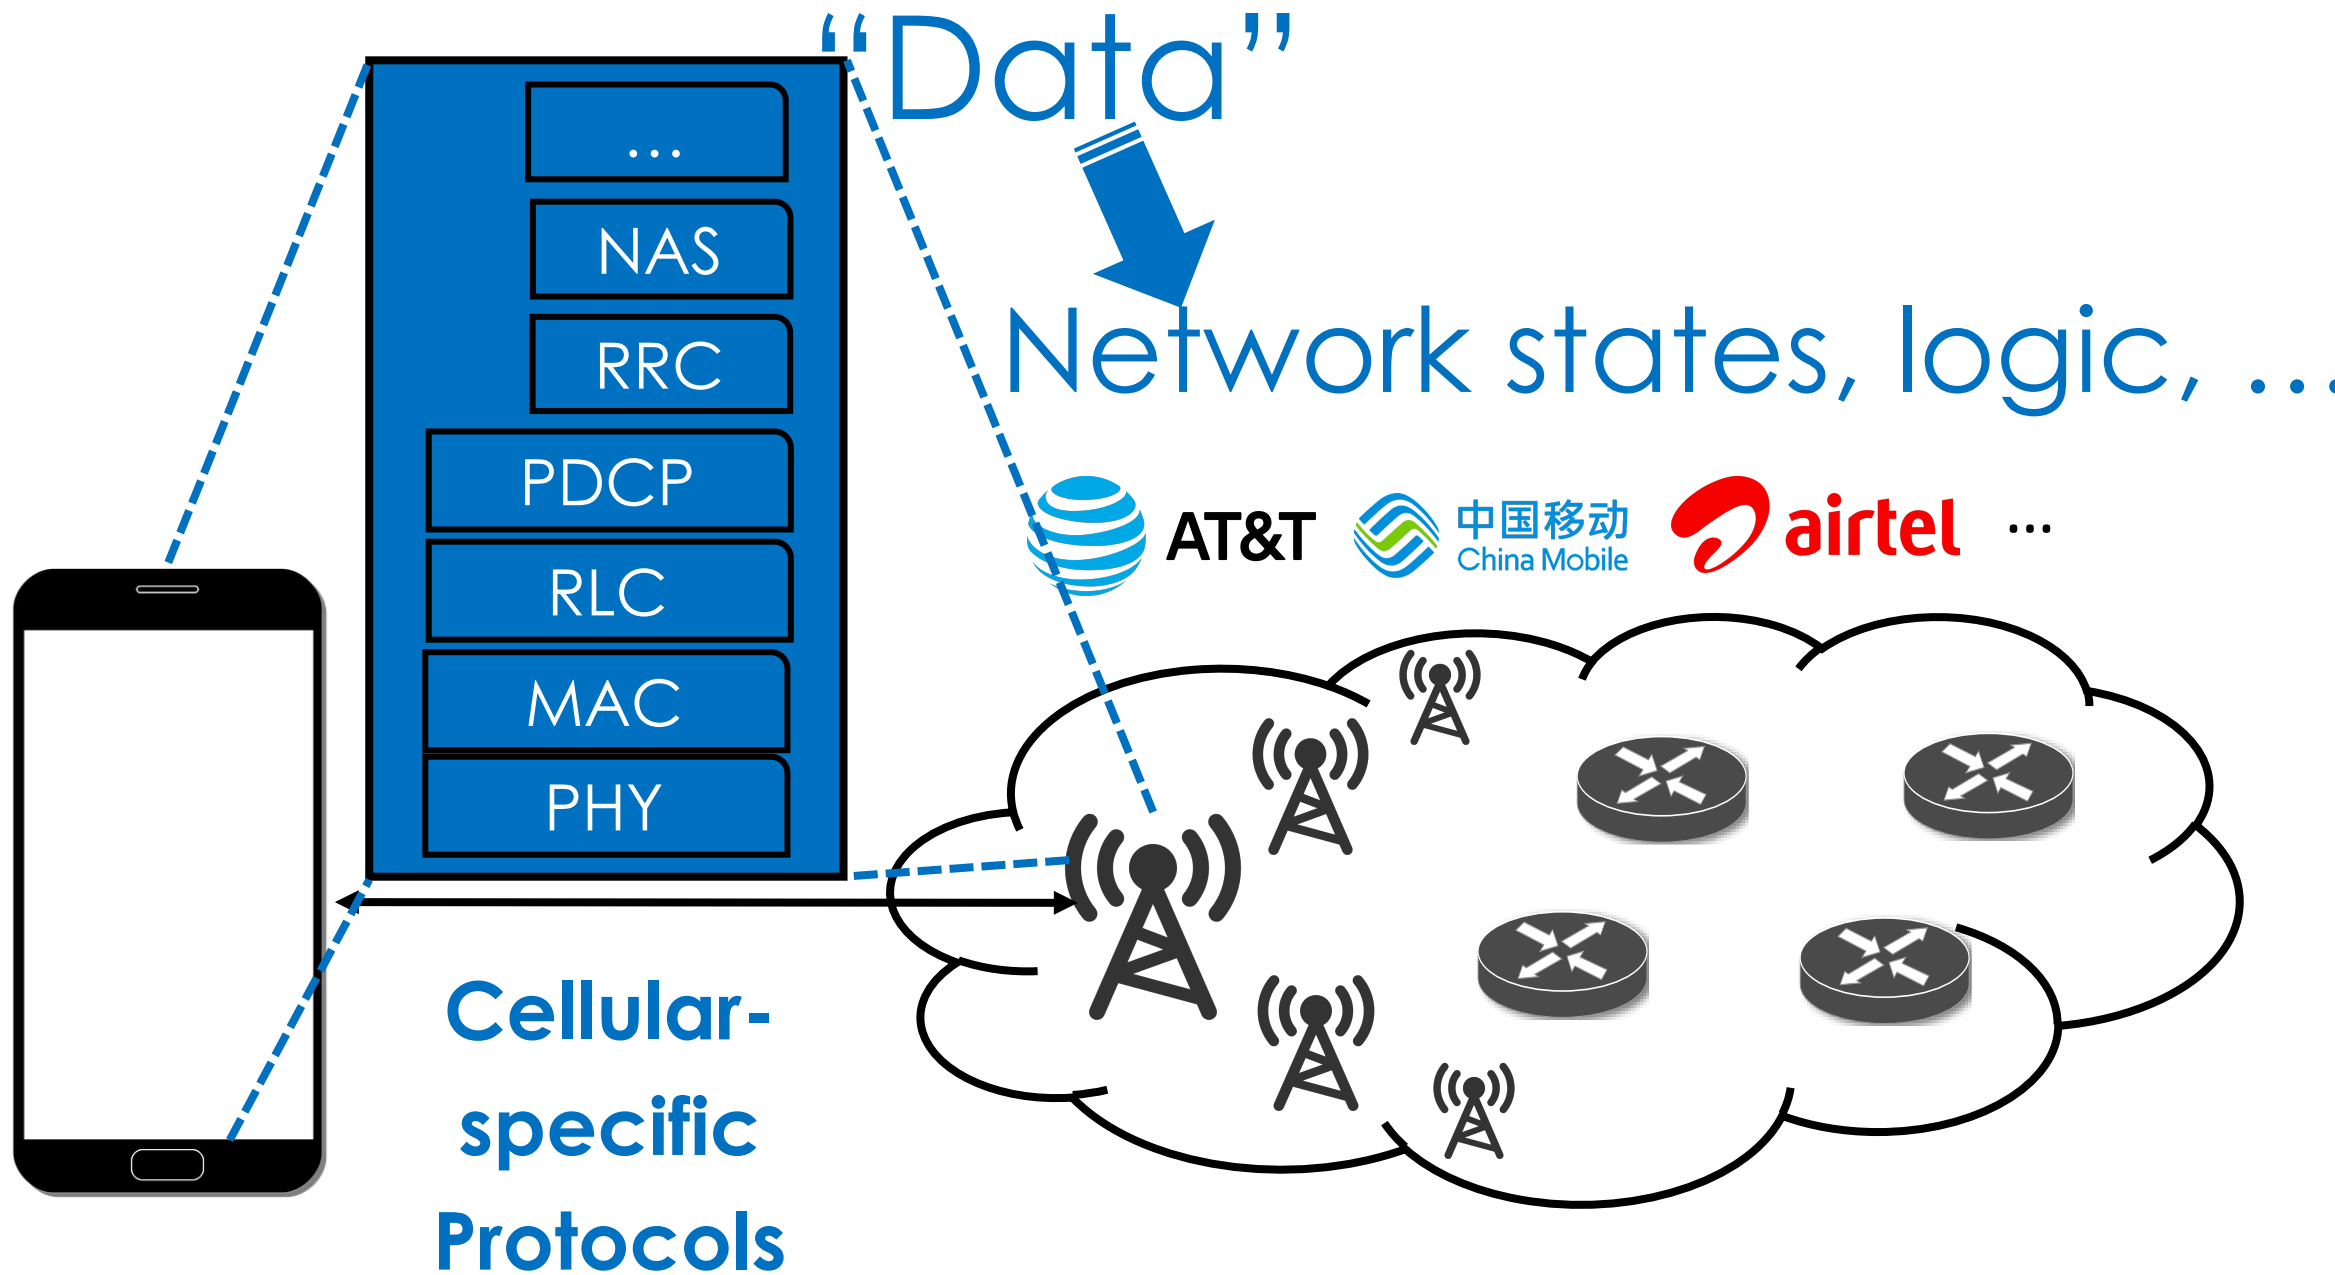 “Data”
...
NAS
RRC
PDCP
RLC
MAC
PHY
Network states, logic, ...
AT&T
中国移动
China Mobile
airtel
...
Cellular-
specific
Protocols